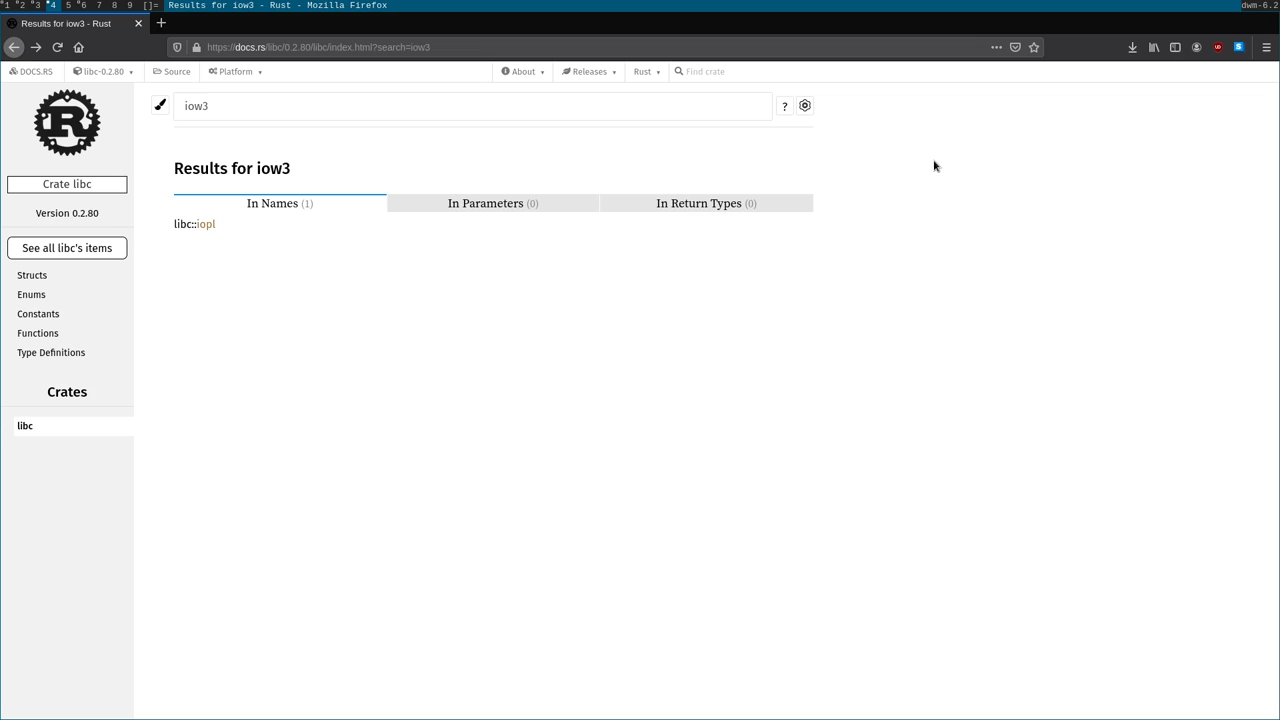 1 2 3 4 5 6 7 8 9 []= Results for iow3 - Rust - Mozilla Firefox dwm-6.2
Results for iow3 - Rust
https://docs.rs/libc/0.2.80/libc/index.html?search=iow3
DOCS.RS libc-0.2.80 Source Platform About Releases Rust Find crate
iow3 ?
Results for iow3
In Names (1) In Parameters (0) In Return Types (0)
libc::iopl
R
Crate libc
Version 0.2.80
See all libc's items
Structs
Enums
Constants
Functions
Type Definitions
Crates
libc